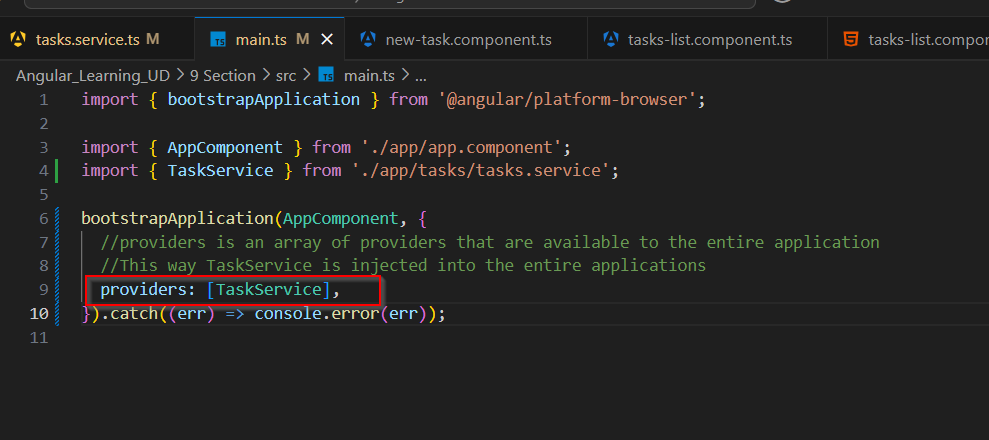 tasks.service.ts M
TS main.ts M
new-task.component.ts
tasks-list.component.ts
tasks-list.compor
Angular_Learning_UD > 9 Section > src > TS main.ts > ...
1 import { bootstrapApplication } from '@angular/platform-browser';
2
3 import { AppComponent } from './app/app.component';
4 import { TaskService } from './app/tasks/tasks.service';
5
6 bootstrapApplication(AppComponent, {
7 //providers is an array of providers that are available to the entire application
8 //This way TaskService is injected into the entire applications
9 providers: [TaskService],
10 }).catch((err) => console.error(err));
11